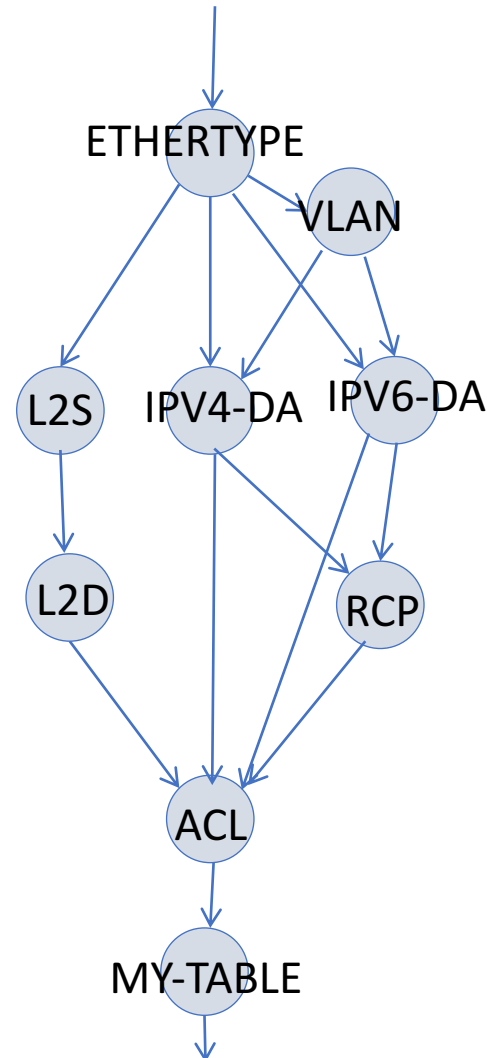 ETHERTYPE
VLAN
L2S
IPV4-DA
IPV6-DA
L2D
RCP
ACL
MY-TABLE